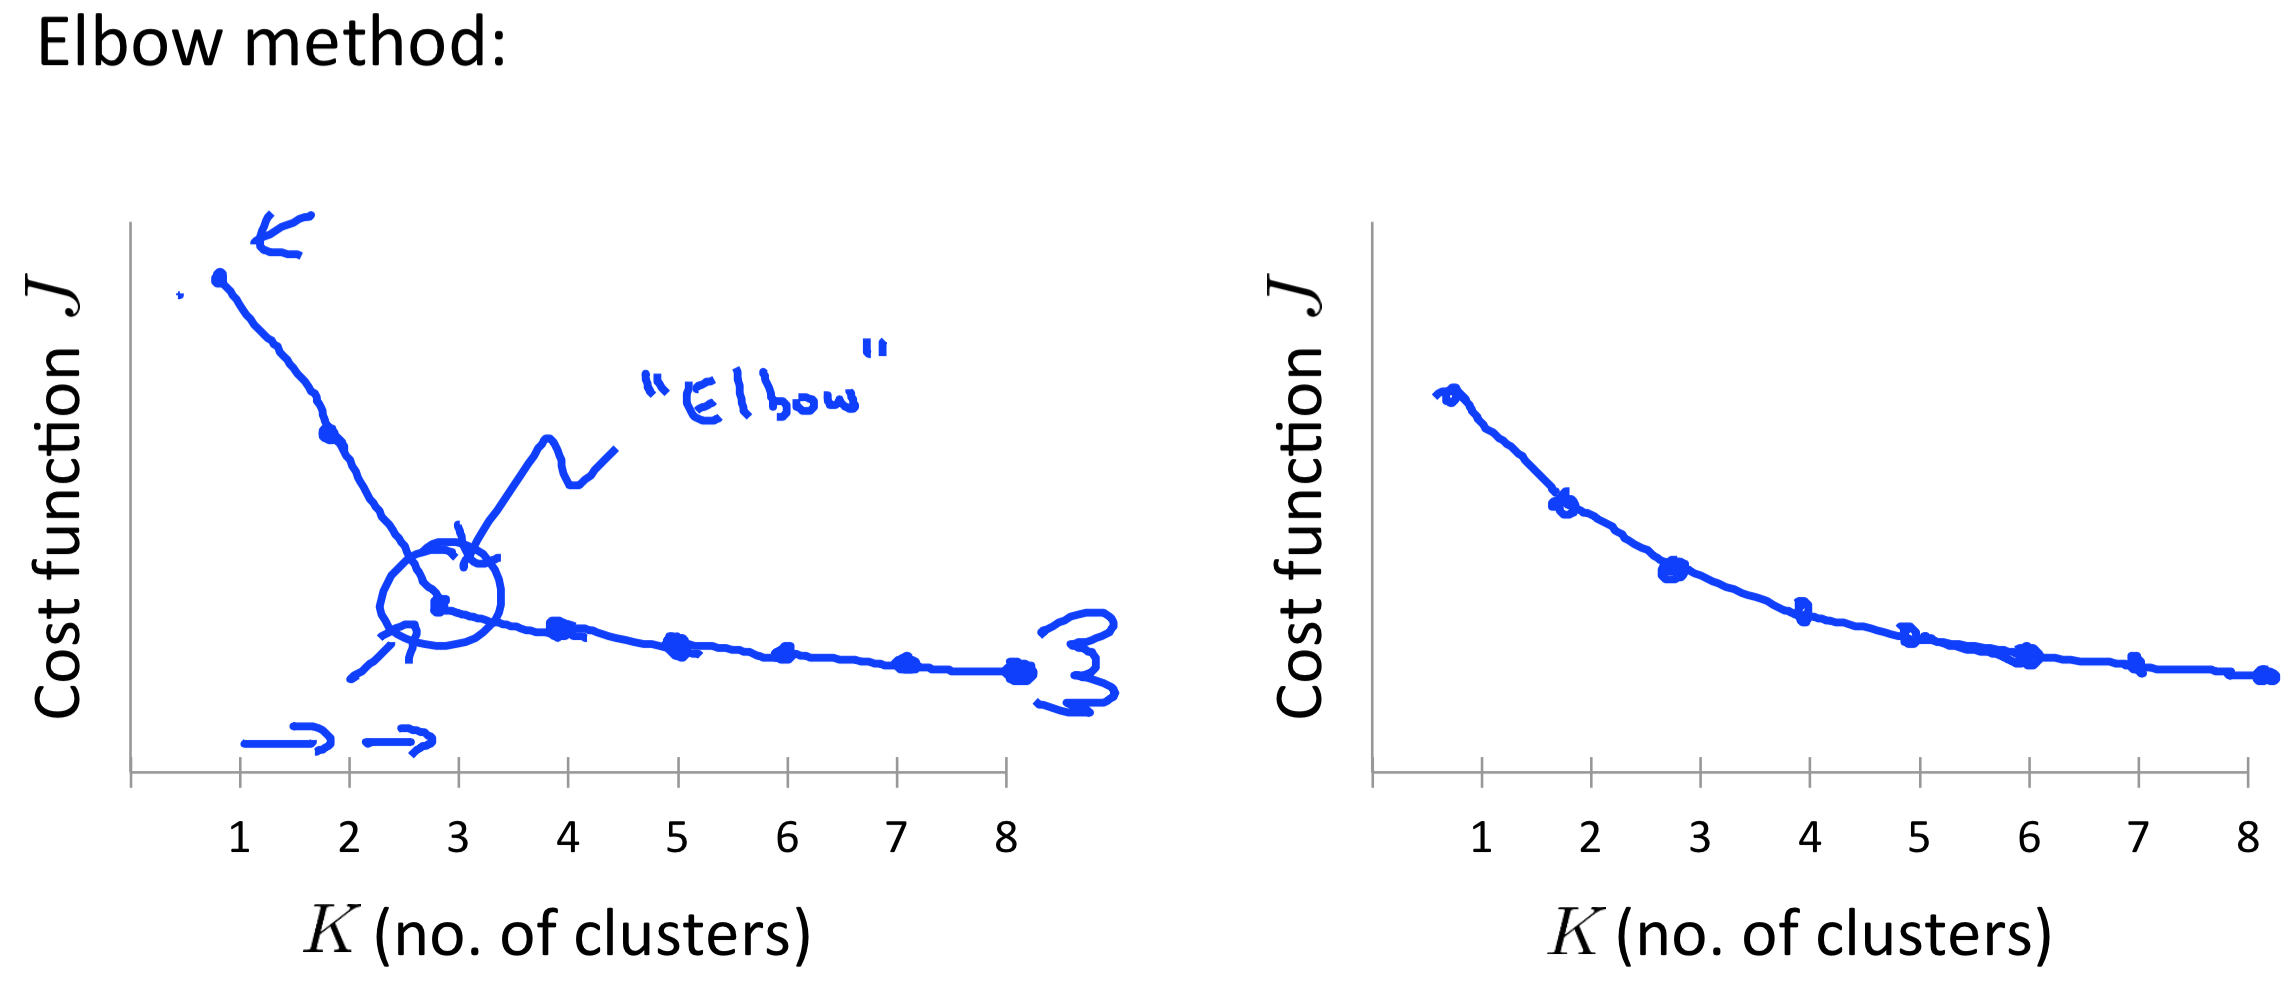 Elbow method:
"Elbow"
Cost function J
1 2 3 4 5 6 7 8
K (no. of clusters)
Cost function J
1 2 3 4 5 6 7 8
K (no. of clusters)